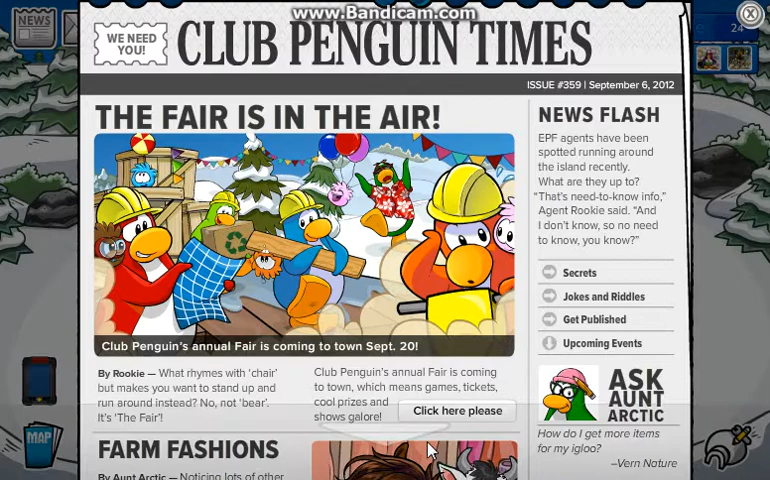 www.Bandicam.com
NEWS
WE NEED
YOU!
CLUB PENGUIN TIMES
24
ISSUE #359 | September 6, 2012
THE FAIR IS IN THE AIR!
Club Penguin's annual Fair is coming to town Sept. 20!
By Rookie — What rhymes with 'chair'
but makes you want to stand up and
run around instead? No, not 'bear'.
It's 'The Fair'!
Club Penguin's annual Fair is coming
to town, which means games, tickets,
cool prizes and
shows galore!
Click here please
FARM FASHIONS
By Aunt Arctic — Noticing lots of other
NEWS FLASH
EPF agents have been
spotted running around
the island recently.
What are they up to?
"That's need-to-know info,"
Agent Rookie said. "And
I don't know, so no need
to know, you know?"
Secrets
Jokes and Riddles
Get Published
Upcoming Events
ASK
AUNT
ARCTIC
How do I get more items
for my igloo?
–Vern Nature
MAP